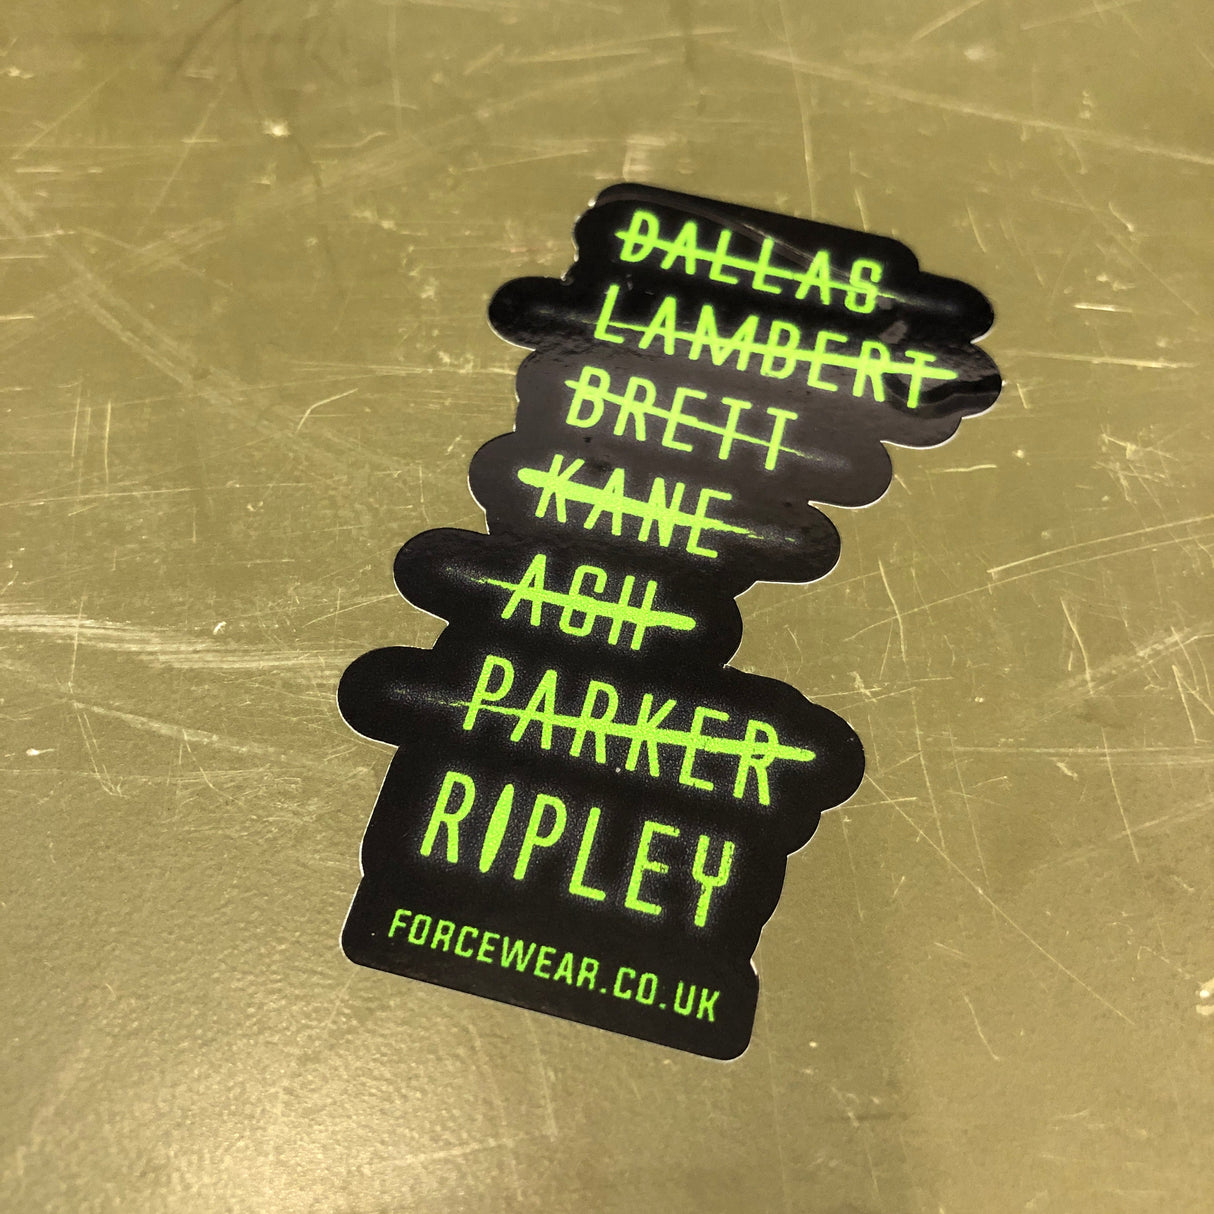 DALLAS
LAMBERT
BRETT
KANE
ASH
PARKER
RIPLEY
FORCEWEAR.CO.UK